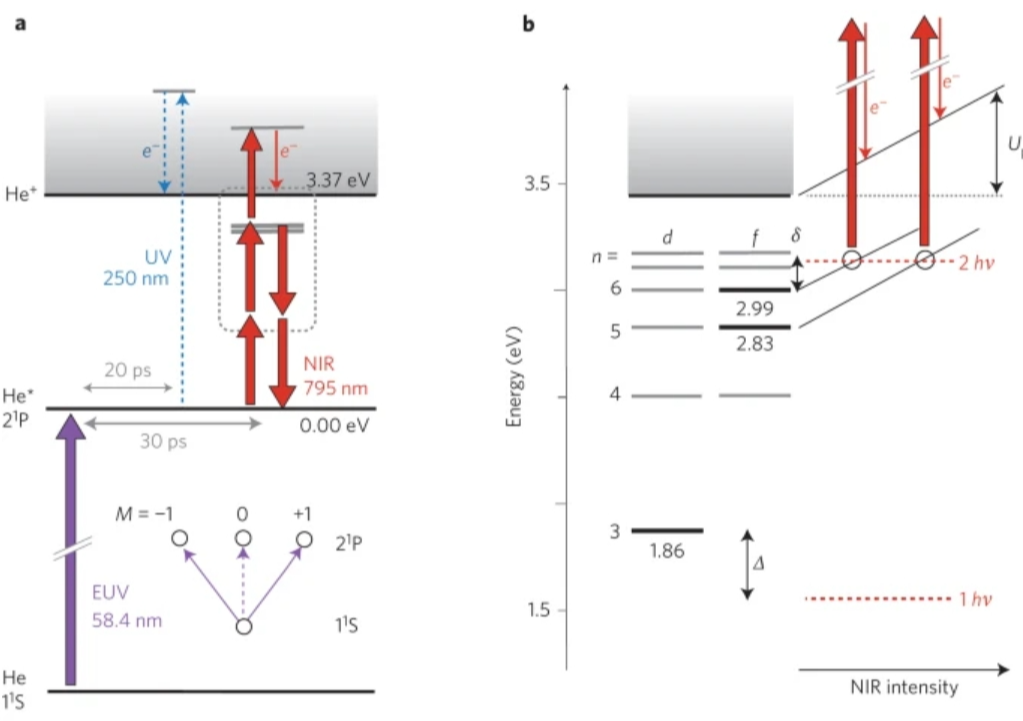 a
e⁻
e⁻
He⁺
3.37 eV
UV
250 nm
NIR
795 nm
20 ps
He*
2¹P
0.00 eV
30 ps
M = −1
0
+1
2¹P
EUV
58.4 nm
1¹S
He
1¹S
b
e⁻
e⁻
3.5
d
f
δ
n =
2 hν
6
2.99
5
2.83
4
Energy (eV)
3
1.86
Δ
1.5
1 hν
NIR intensity